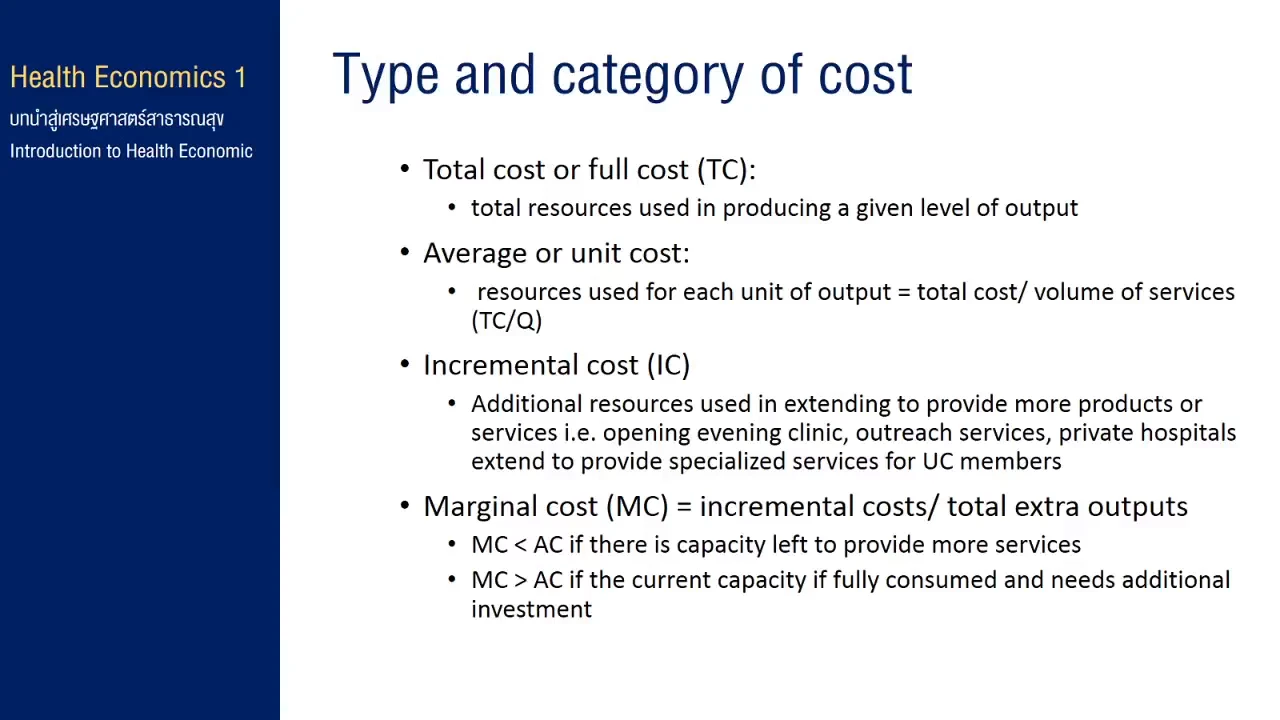 Health Economics 1
บทนำสู่เศรษฐศาสตร์สาธารณสุข
Introduction to Health Economic
Type and category of cost
• Total cost or full cost (TC):
• total resources used in producing a given level of output
• Average or unit cost:
• resources used for each unit of output = total cost/ volume of services
(TC/Q)
• Incremental cost (IC)
• Additional resources used in extending to provide more products or
services i.e. opening evening clinic, outreach services, private hospitals
extend to provide specialized services for UC members
• Marginal cost (MC) = incremental costs/ total extra outputs
• MC < AC if there is capacity left to provide more services
• MC > AC if the current capacity if fully consumed and needs additional
investment